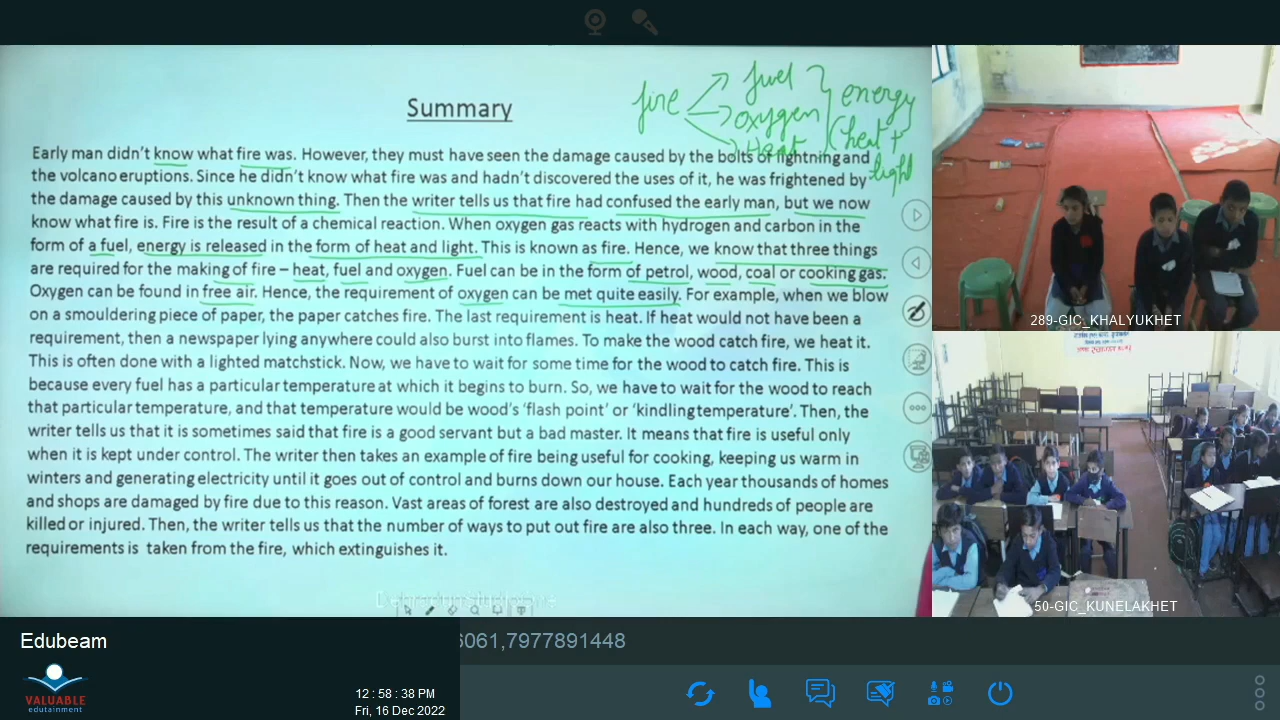 Summary
fire
fuel
oxygen
Heat
energy
(heat +
light
Early man didn't know what fire was. However, they must have seen the damage caused by the bolts of lightning and
the volcano eruptions. Since he didn't know what fire was and hadn't discovered the uses of it, he was frightened by
the damage caused by this unknown thing. Then the writer tells us that fire had confused the early man, but we now
know what fire is. Fire is the result of a chemical reaction. When oxygen gas reacts with hydrogen and carbon in the
form of a fuel, energy is released in the form of heat and light. This is known as fire. Hence, we know that three things
are required for the making of fire – heat, fuel and oxygen. Fuel can be in the form of petrol, wood, coal or cooking gas.
Oxygen can be found in free air. Hence, the requirement of oxygen can be met quite easily. For example, when we blow
on a smouldering piece of paper, the paper catches fire. The last requirement is heat. If heat would not have been a
requirement, then a newspaper lying anywhere could also burst into flames. To make the wood catch fire, we heat it.
This is often done with a lighted matchstick. Now, we have to wait for some time for the wood to catch fire. This is
because every fuel has a particular temperature at which it begins to burn. So, we have to wait for the wood to reach
that particular temperature, and that temperature would be wood's 'flash point' or 'kindling temperature'. Then, the
writer tells us that it is sometimes said that fire is a good servant but a bad master. It means that fire is useful only
when it is kept under control. The writer then takes an example of fire being useful for cooking, keeping us warm in
winters and generating electricity until it goes out of control and burns down our house. Each year thousands of homes
and shops are damaged by fire due to this reason. Vast areas of forest are also destroyed and hundreds of people are
killed or injured. Then, the writer tells us that the number of ways to put out fire are also three. In each way, one of the
requirements is taken from the fire, which extinguishes it.
289-GIC_KHALYUKHET
50-GIC_KUNELAKHET
Edubeam
6061,7977891448
VALUABLE
edutainment
12 : 58 : 38 PM
Fri, 16 Dec 2022